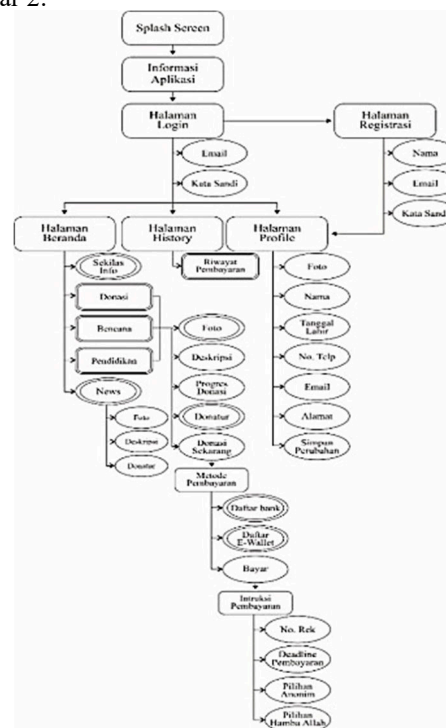 ar 2.
Splash Screen
Informasi
Aplikasi
Halaman
Login
Halaman
Registrasi
Email
Kata Sandi
Nama
Email
Kata Sandi
Halaman
Beranda
Halaman
History
Halaman
Profile
Sekilas
Info
Donasi
Bencana
Pendidikan
News
Foto
Deskripsi
Donatur
Riwayat
Pembayaran
Foto
Deskripsi
Progres
Donasi
Donatur
Donasi
Sekarang
Foto
Nama
Tanggal
Lahir
No. Telp
Email
Alamat
Simpan
Perubahan
Metode
Pembayaran
Daftar bank
Daftar
E-Wallet
Bayar
Intruksi
Pembayaran
No. Rek
Deadline
Pembayaran
Pilihan
Anonim
Pilihan
Hamba Allah